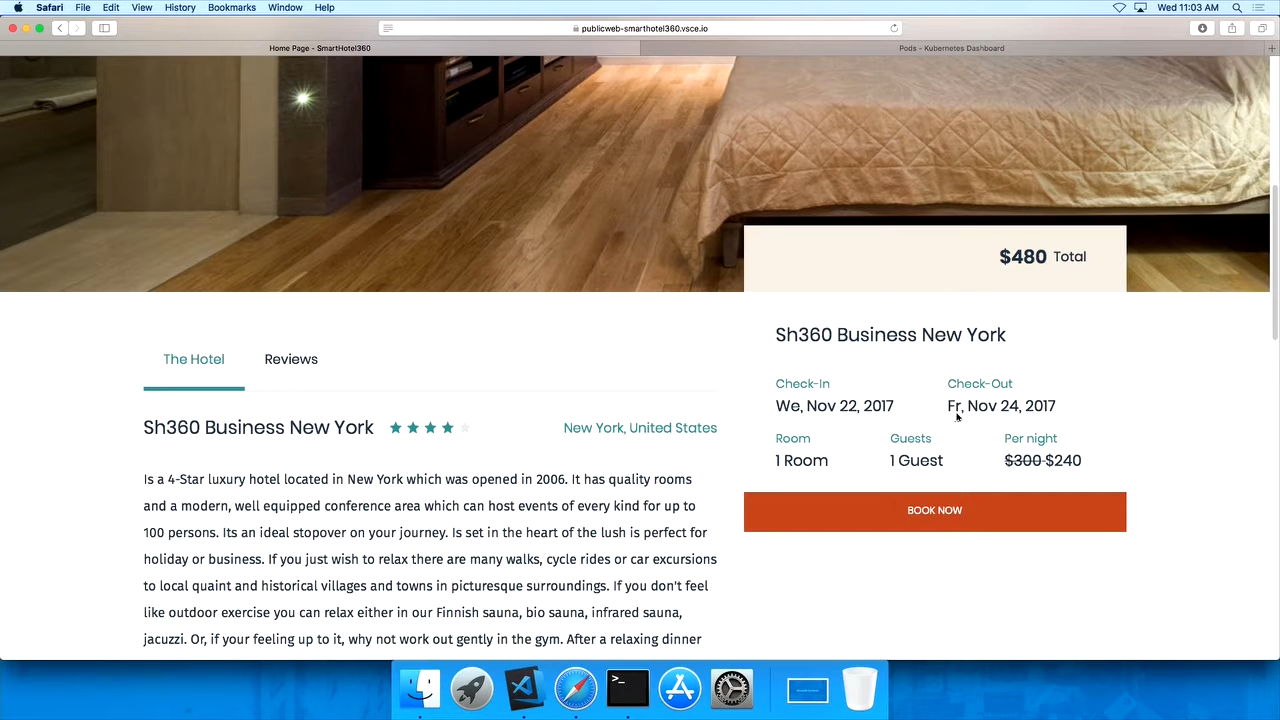 Safari File Edit View History Bookmarks Window Help Wed 11:03 AM
publicweb-smarthotel360.vsce.io
Home Page - SmartHotel360 Pods - Kubernetes Dashboard
$480 Total
Sh360 Business New York
The Hotel Reviews
Check-In Check-Out
We, Nov 22, 2017 Fr, Nov 24, 2017
Room Guests Per night
1 Room 1 Guest $300 $240
BOOK NOW
Sh360 Business New York New York, United States
Is a 4-Star luxury hotel located in New York which was opened in 2006. It has quality rooms
and a modern, well equipped conference area which can host events of every kind for up to
100 persons. Its an ideal stopover on your journey. Is set in the heart of the lush is perfect for
holiday or business. If you just wish to relax there are many walks, cycle rides or car excursions
to local quaint and historical villages and towns in picturesque surroundings. If you don't feel
like outdoor exercise you can relax either in our Finnish sauna, bio sauna, infrared sauna,
jacuzzi. Or, if your feeling up to it, why not work out gently in the gym. After a relaxing dinner